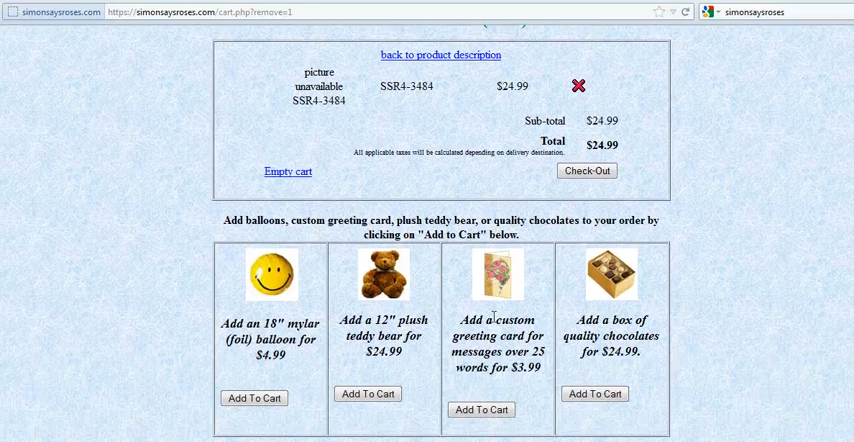 simonsaysroses.com https://simonsaysroses.com/cart.php?remove=1 simonsaysroses
back to product description
picture
unavailable SSR4-3484 $24.99
SSR4-3484
Sub-total $24.99
Total $24.99
All applicable taxes will be calculated depending on delivery destination.
Empty cart Check-Out
Add balloons, custom greeting card, plush teddy bear, or quality chocolates to your order by
clicking on "Add to Cart" below.
Add an 18" mylar
(foil) balloon for
$4.99
Add To Cart
Add a 12" plush
teddy bear for
$24.99
Add To Cart
Add a custom
greeting card for
messages over 25
words for $3.99
Add To Cart
Add a box of
quality chocolates
for $24.99.
Add To Cart